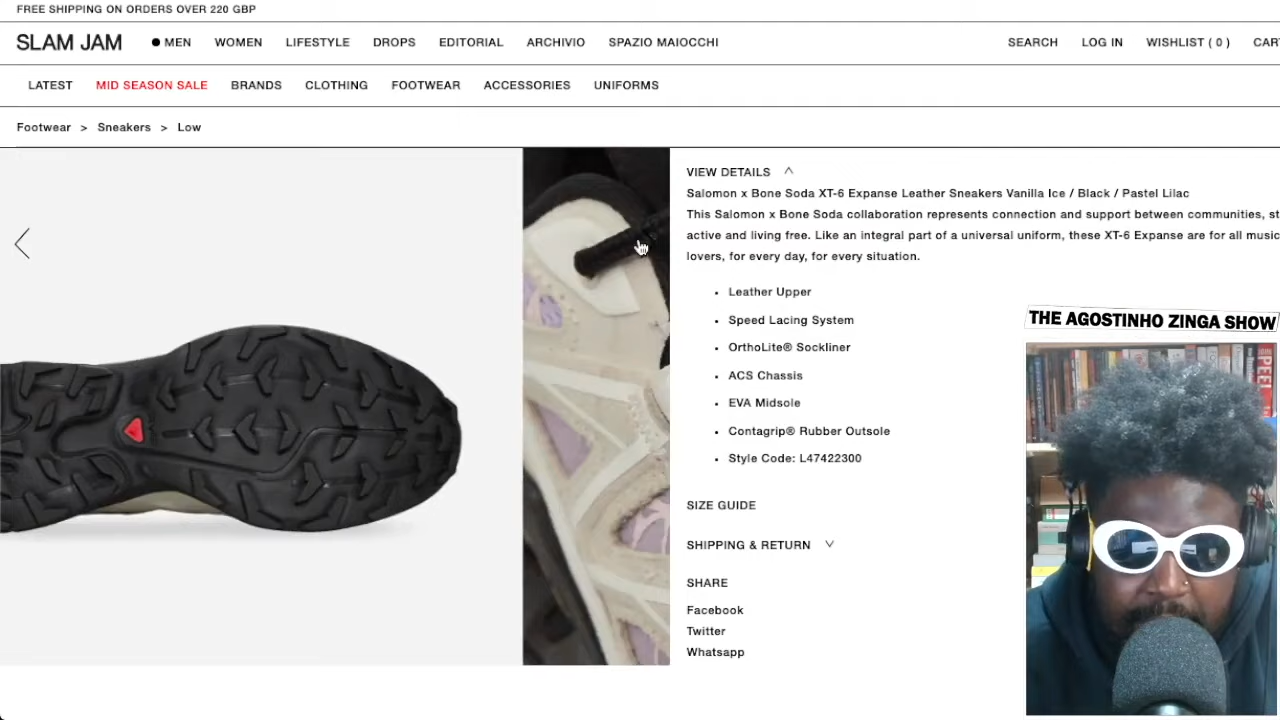 FREE SHIPPING ON ORDERS OVER 220 GBP
SLAM JAM
MEN WOMEN LIFESTYLE DROPS EDITORIAL ARCHIVIO SPAZIO MAIOCCHI
SEARCH LOG IN WISHLIST ( 0 ) CAR
LATEST MID SEASON SALE BRANDS CLOTHING FOOTWEAR ACCESSORIES UNIFORMS
Footwear > Sneakers > Low
VIEW DETAILS
Salomon x Bone Soda XT-6 Expanse Leather Sneakers Vanilla Ice / Black / Pastel Lilac
This Salomon x Bone Soda collaboration represents connection and support between communities, st
active and living free. Like an integral part of a universal uniform, these XT-6 Expanse are for all music
lovers, for every day, for every situation.
• Leather Upper
• Speed Lacing System
• OrthoLite® Sockliner
• ACS Chassis
• EVA Midsole
• Contagrip® Rubber Outsole
• Style Code: L47422300
SIZE GUIDE
SHIPPING & RETURN
SHARE
Facebook
Twitter
Whatsapp
THE AGOSTINHO ZINGA SHOW